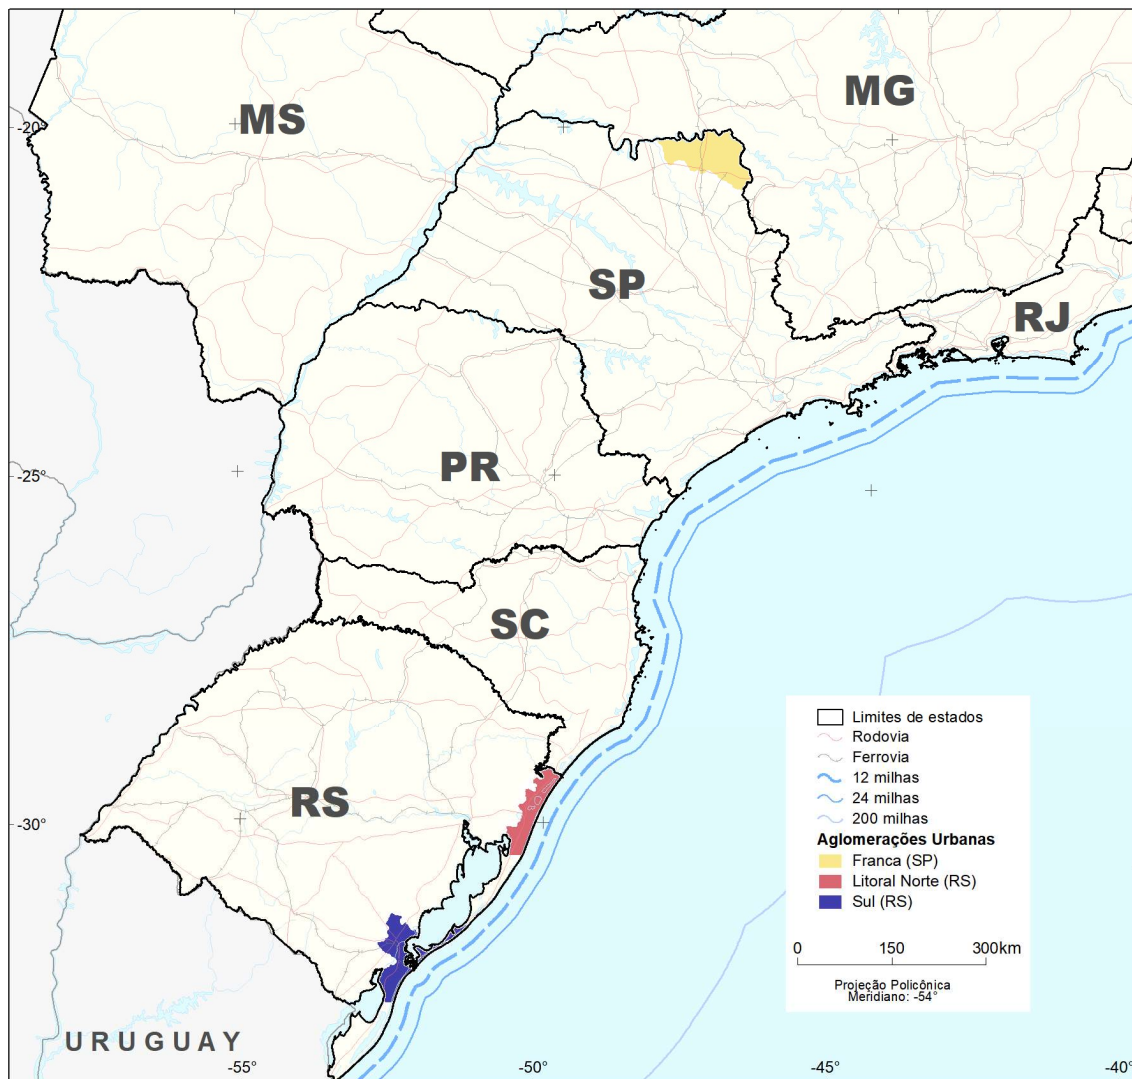 MG
MS
-20°
SP
RJ
PR
-25°
SC
RS
-30°
Limites de estados
Rodovia
Ferrovia
12 milhas
24 milhas
200 milhas
Aglomerações Urbanas
Franca (SP)
Litoral Norte (RS)
Sul (RS)
0 150 300km
Projeção Policônica
Meridiano: -54°
URUGUAY
-55° -50° -45° -40°